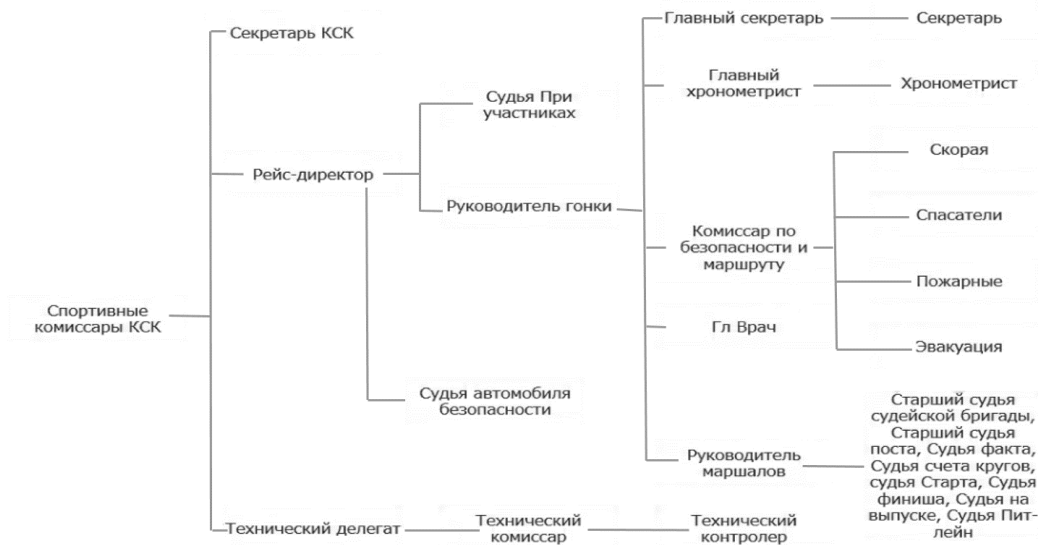 Главный секретарь
Секретарь
Секретарь КСК
Главный
хронометрист
Хронометрист
Судья При
участниках
Скорая
Рейс-директор
Руководитель гонки
Спасатели
Комиссар по
безопасности и
маршруту
Пожарные
Спортивные
комиссары КСК
Гл Врач
Эвакуация
Судья автомобиля
безопасности
Старший судья
судейской бригады,
Старший судья
поста, Судья факта,
Судья счета кругов,
судья Старта, Судья
финиша, Судья на
выпуске, Судья Пит-
лейн
Руководитель
маршалов
Технический делегат
Технический
комиссар
Технический
контролер